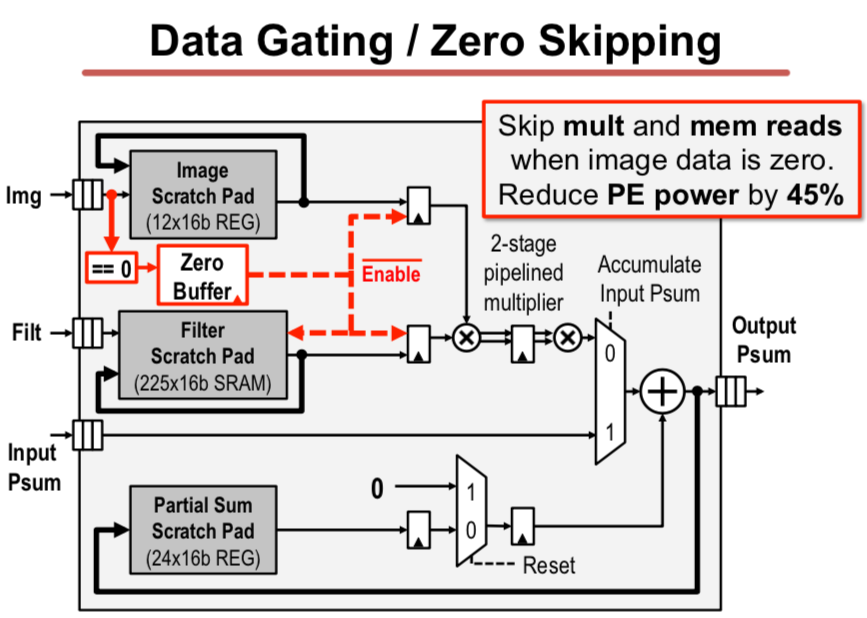 Data Gating / Zero Skipping
Skip mult and mem reads
when image data is zero.
Reduce PE power by 45%
Img
Image
Scratch Pad
(12x16b REG)
== 0
Zero
Buffer
Enable
2-stage
pipelined
multiplier
Accumulate
Input Psum
Filt
Filter
Scratch Pad
(225x16b SRAM)
0
1
Output
Psum
Input
Psum
Partial Sum
Scratch Pad
(24x16b REG)
0
1
0
Reset